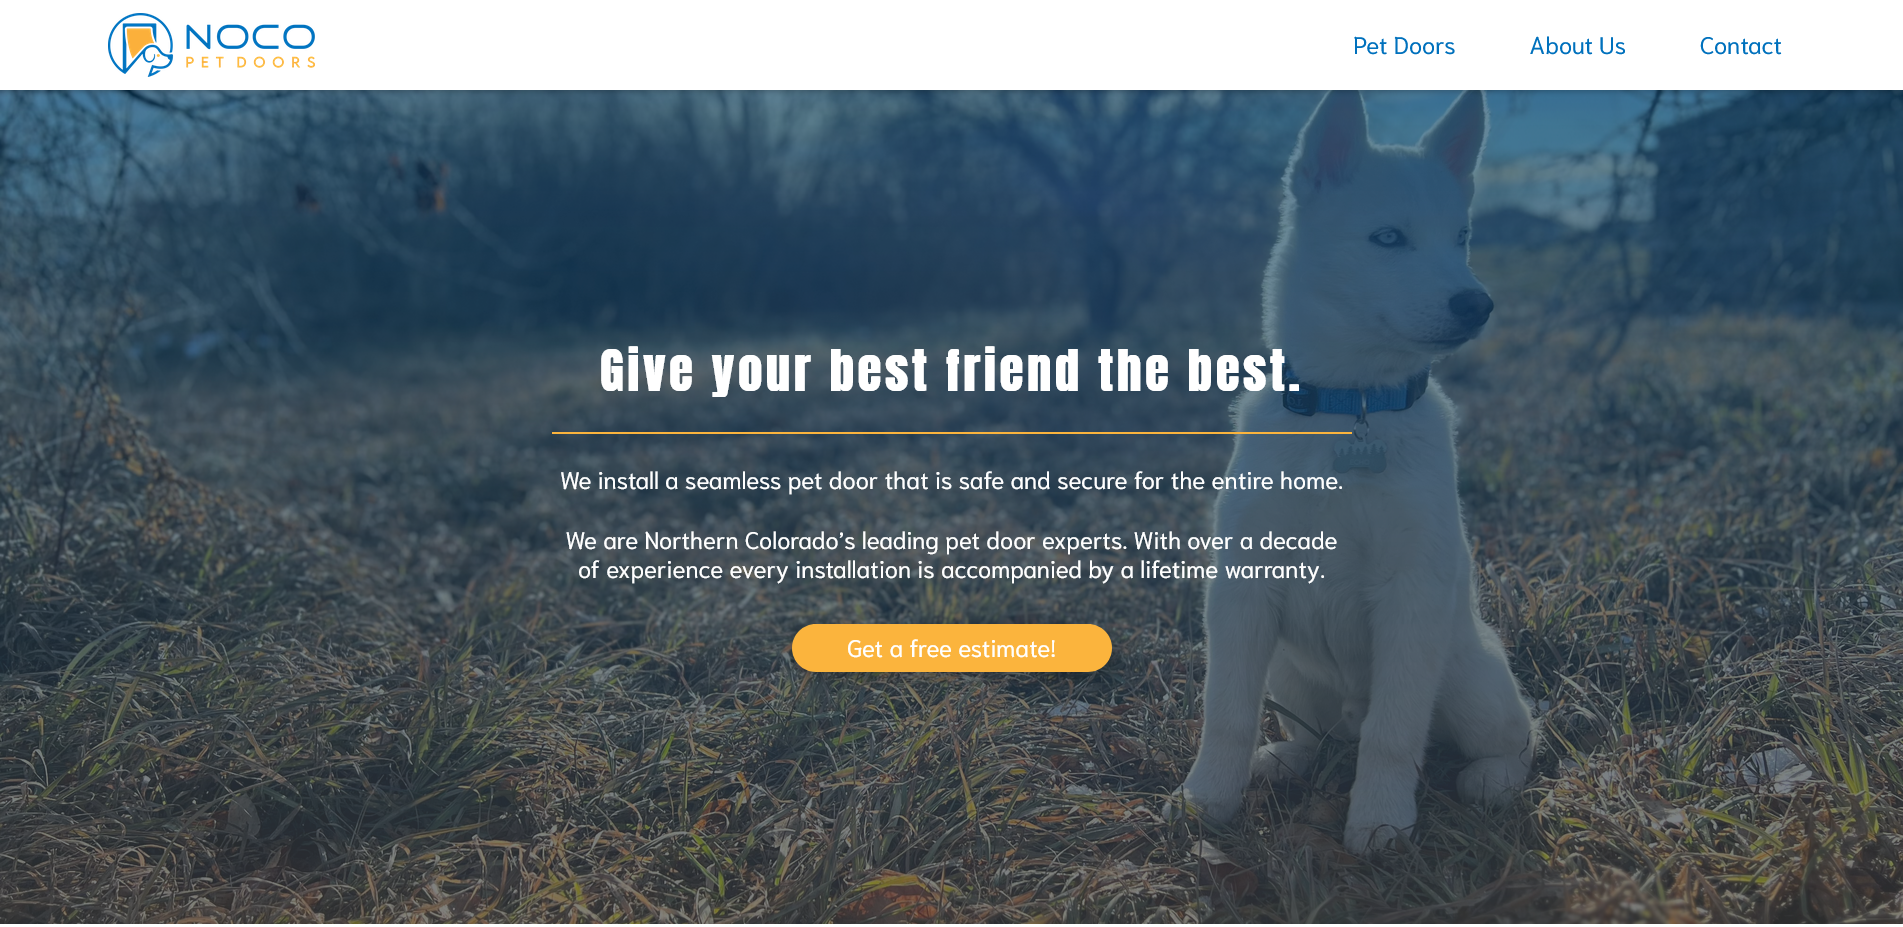 NOCO
PET DOORS
Pet Doors
About Us
Contact
Give your best friend the best.
We install a seamless pet door that is safe and secure for the entire home.
We are Northern Colorado’s leading pet door experts. With over a decade
of experience every installation is accompanied by a lifetime warranty.
Get a free estimate!